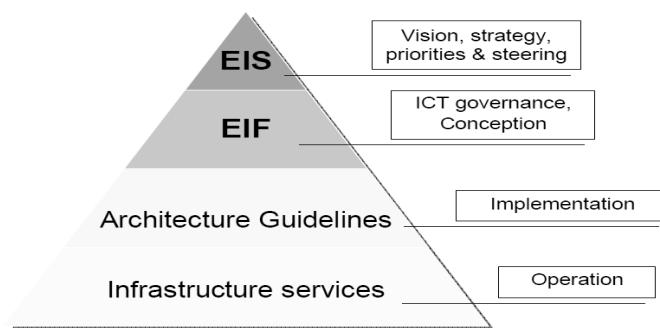 EIS
Vision, strategy,
priorities & steering
EIF
ICT governance,
Conception
Architecture Guidelines
Implementation
Infrastructure services
Operation